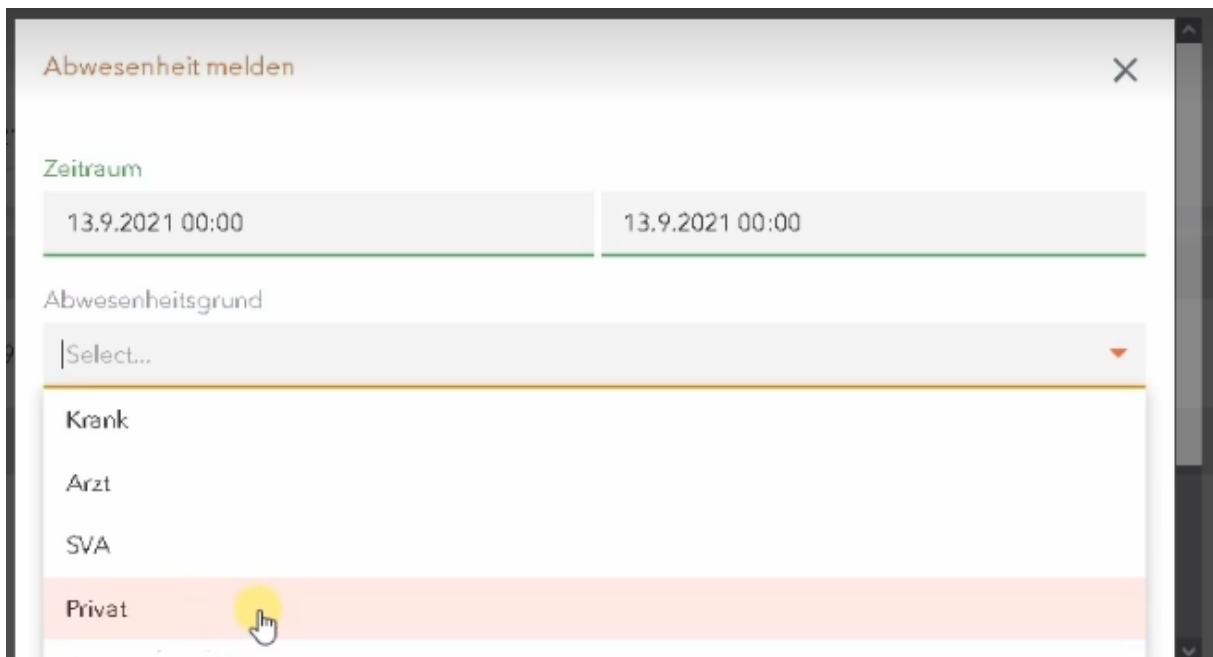 Abwesenheit melden
Zeitraum
13.9.2021 00:00 13.9.2021 00:00
Abwesenheitsgrund
Select...
Krank
Arzt
SVA
Privat